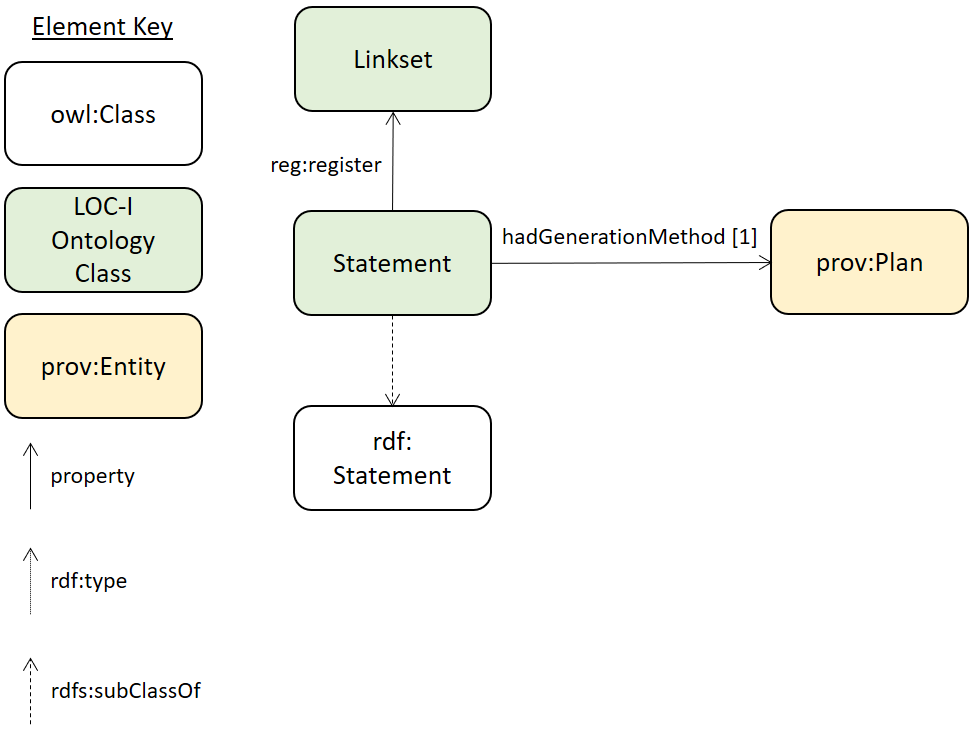 Element Key
owl:Class
LOC-I
Ontology
Class
prov:Entity
property
rdf:type
rdfs:subClassOf
Linkset
reg:register
Statement
hadGenerationMethod [1]
prov:Plan
rdf:
Statement